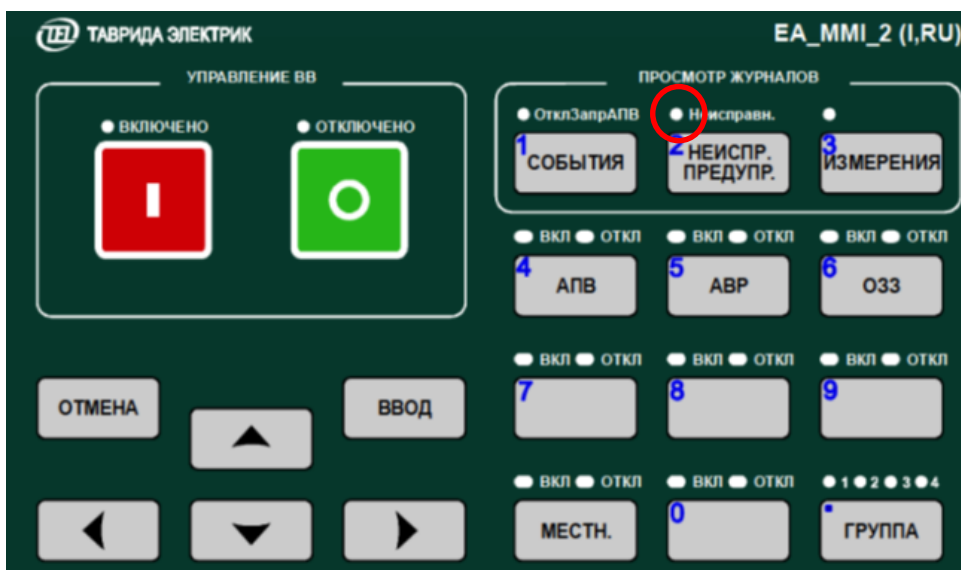 TEL ТАВРИДА ЭЛЕКТРИК
EA_MMI_2 (I,RU)
УПРАВЛЕНИЕ ВВ
ВКЛЮЧЕНО
ОТКЛЮЧЕНО
I
O
ПРОСМОТР ЖУРНАЛОВ
ОтклЗапрАПВ
Неисправн.
1 СОБЫТИЯ
2 НЕИСПР.
ПРЕДУПР.
3 ИЗМЕРЕНИЯ
ВКЛ ОТКЛ
ВКЛ ОТКЛ
ВКЛ ОТКЛ
4 АПВ
5 АВР
6 ОЗЗ
ВКЛ ОТКЛ
ВКЛ ОТКЛ
ВКЛ ОТКЛ
7
8
9
ОТМЕНА
ВВОД
ВКЛ ОТКЛ
ВКЛ ОТКЛ
1 2 3 4
МЕСТН.
0
. ГРУППА